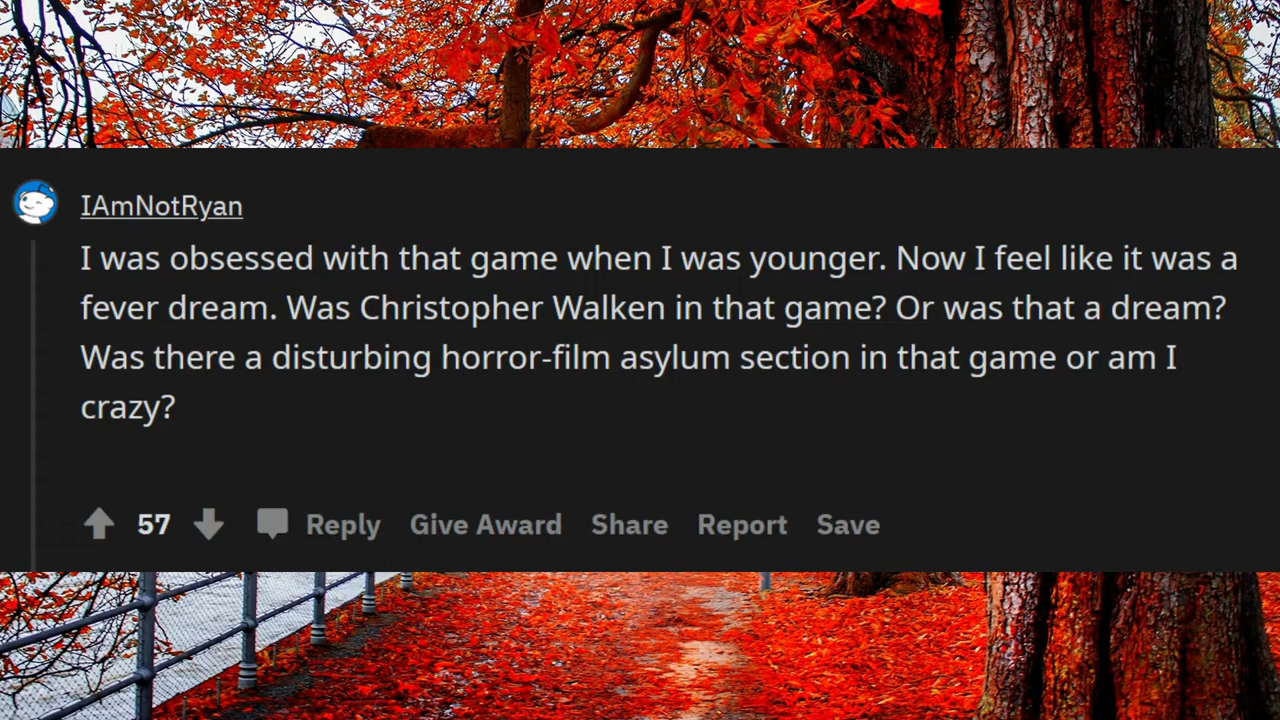 IAmNotRyan
I was obsessed with that game when I was younger. Now I feel like it was a
fever dream. Was Christopher Walken in that game? Or was that a dream?
Was there a disturbing horror-film asylum section in that game or am I
crazy?
57 Reply Give Award Share Report Save